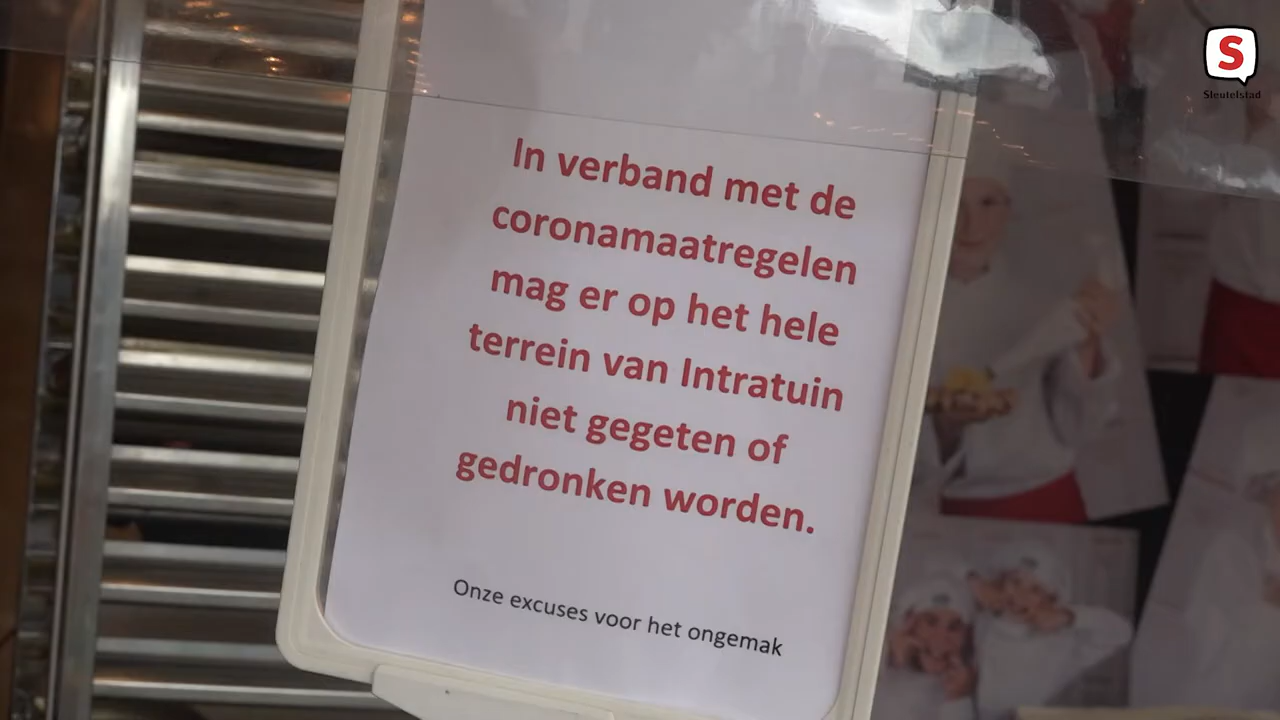 S
Sleutelstad
In verband met de
coronamaatregelen
mag er op het hele
terrein van Intratuin
niet gegeten of
gedronken worden.
Onze excuses voor het ongemak